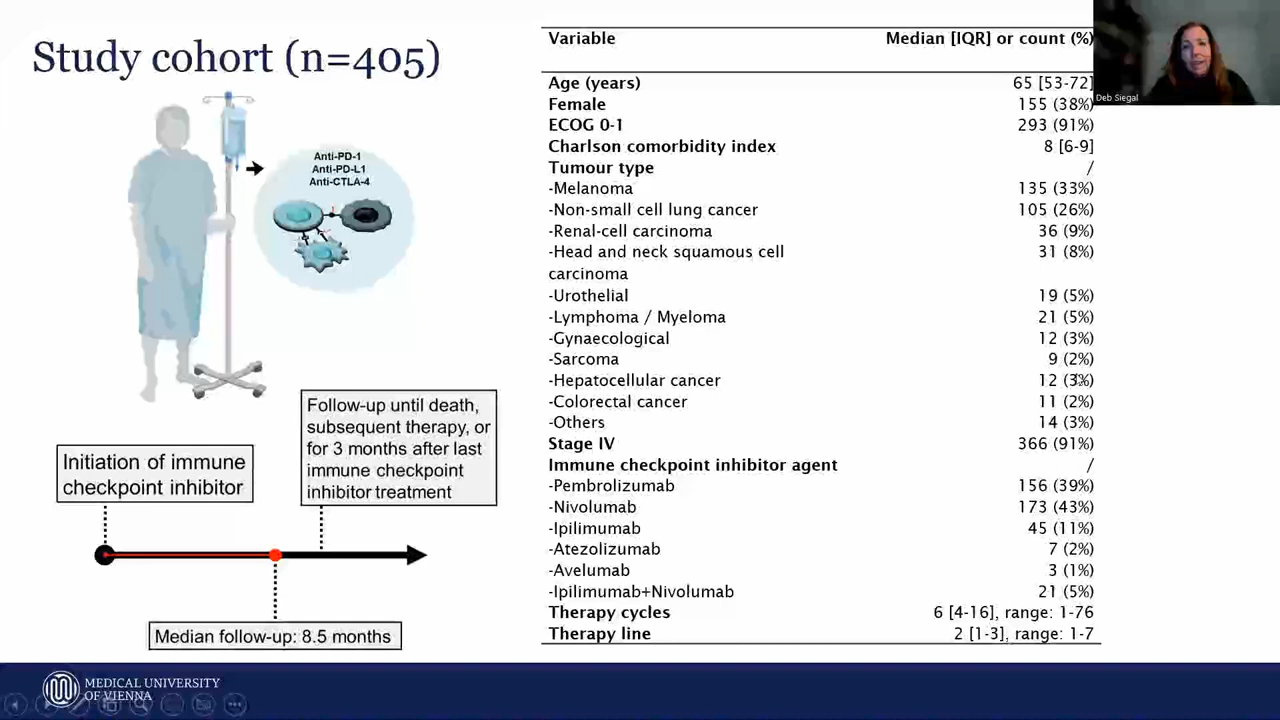 Study cohort (n=405)
Anti-PD-1
Anti-PD-L1
Anti-CTLA-4
Initiation of immune
checkpoint inhibitor
Follow-up until death,
subsequent therapy, or
for 3 months after last
immune checkpoint
inhibitor treatment
Median follow-up: 8.5 months
Variable Median [IQR] or count (%)
Age (years) 65 [53-72]
Female 155 (38%)
ECOG 0-1 293 (91%)
Charlson comorbidity index 8 [6-9]
Tumour type /
-Melanoma 135 (33%)
-Non-small cell lung cancer 105 (26%)
-Renal-cell carcinoma 36 (9%)
-Head and neck squamous cell 31 (8%)
carcinoma
-Urothelial 19 (5%)
-Lymphoma / Myeloma 21 (5%)
-Gynaecological 12 (3%)
-Sarcoma 9 (2%)
-Hepatocellular cancer 12 (3%)
-Colorectal cancer 11 (2%)
-Others 14 (3%)
Stage IV 366 (91%)
Immune checkpoint inhibitor agent /
-Pembrolizumab 156 (39%)
-Nivolumab 173 (43%)
-Ipilimumab 45 (11%)
-Atezolizumab 7 (2%)
-Avelumab 3 (1%)
-Ipilimumab+Nivolumab 21 (5%)
Therapy cycles 6 [4-16], range: 1-76
Therapy line 2 [1-3], range: 1-7
Deb Siegal
MEDICAL UNIVERSITY
OF VIENNA